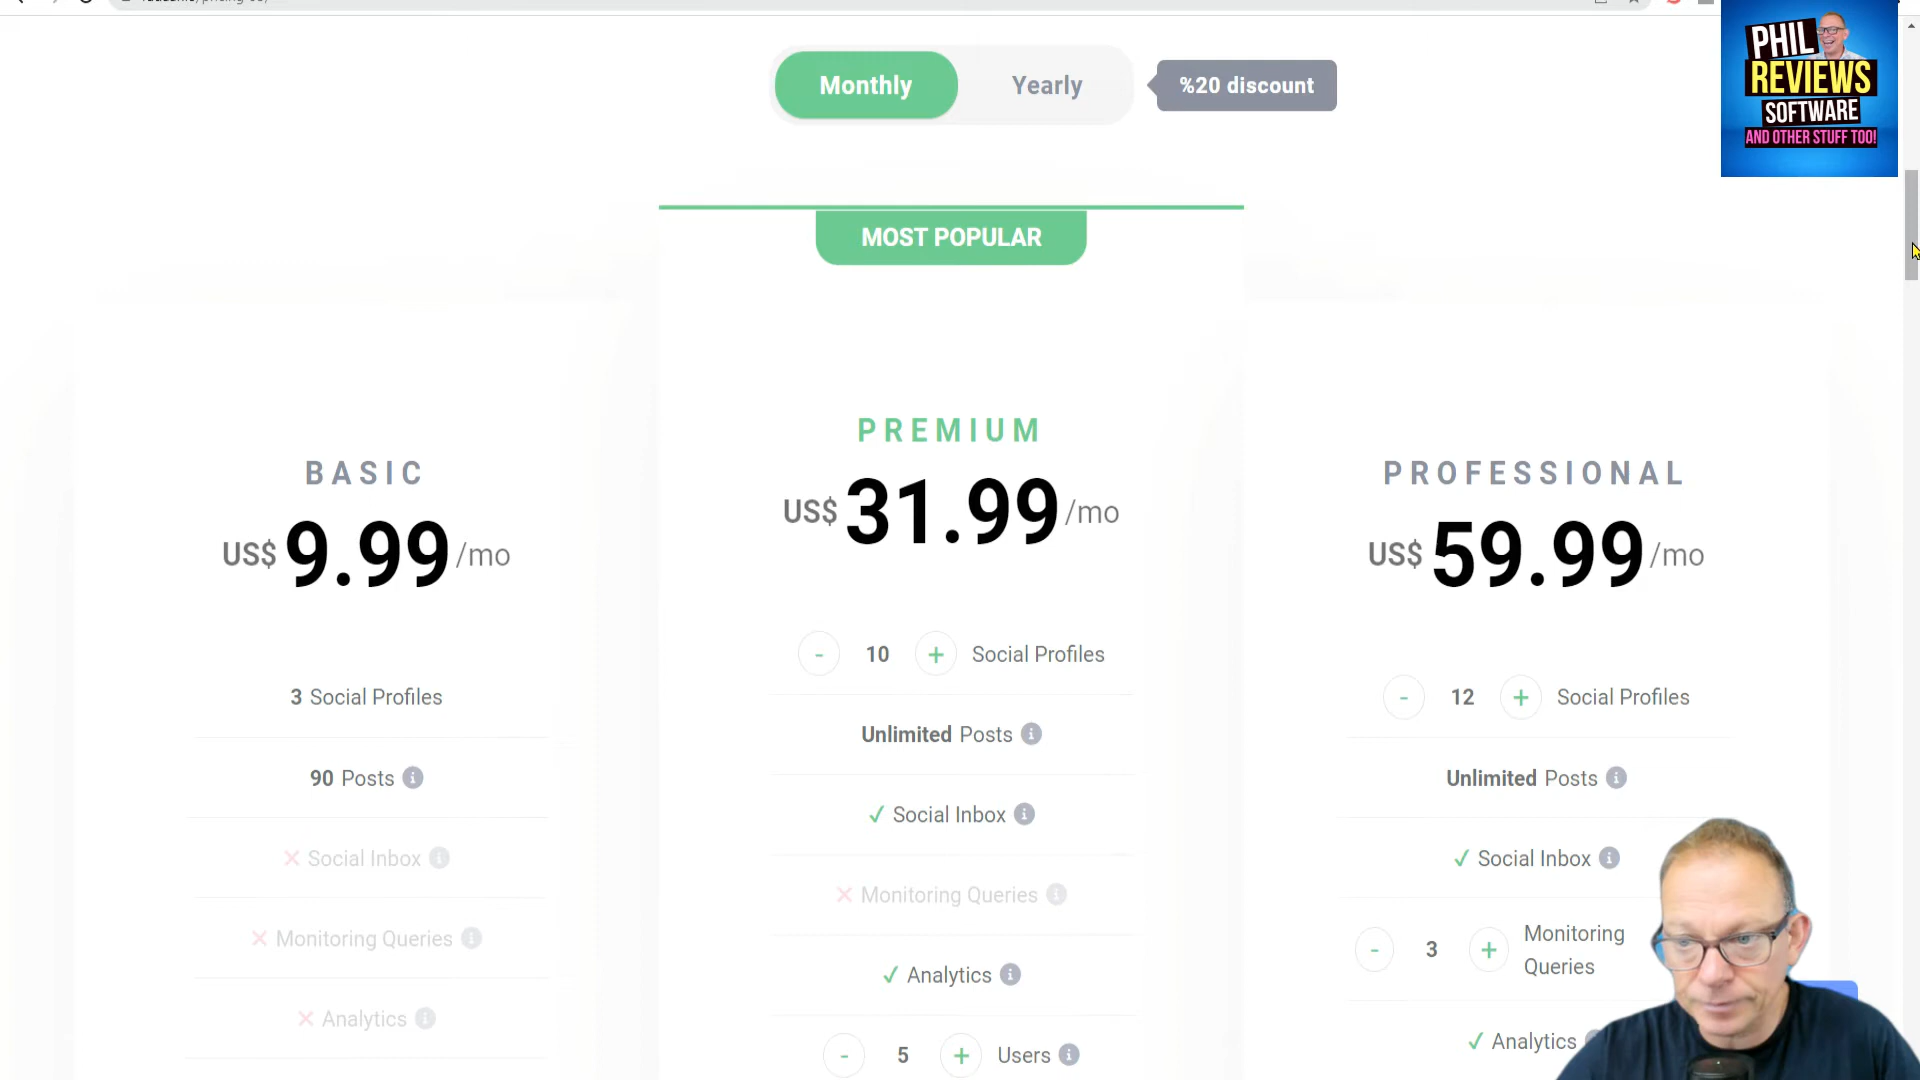 PHIL
REVIEWS
SOFTWARE
AND OTHER STUFF TOO!
Monthly
Yearly
%20 discount
MOST POPULAR
BASIC
US$ 9.99 /mo
3 Social Profiles
90 Posts
✕ Social Inbox
✕ Monitoring Queries
✕ Analytics
PREMIUM
US$ 31.99 /mo
- 10 + Social Profiles
Unlimited Posts
✓ Social Inbox
✕ Monitoring Queries
✓ Analytics
- 5 + Users
PROFESSIONAL
US$ 59.99 /mo
- 12 + Social Profiles
Unlimited Posts
✓ Social Inbox
- 3 + Monitoring
Queries
✓ Analytics